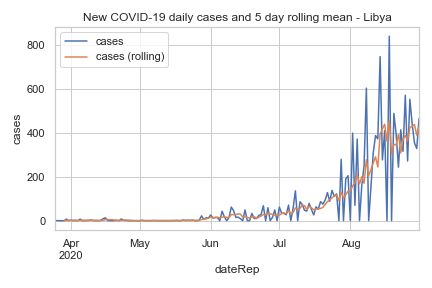 New COVID-19 daily cases and 5 day rolling mean - Libya
cases
cases (rolling)
800
600
400
200
0
cases
Apr
2020
May
Jun
Jul
Aug
dateRep